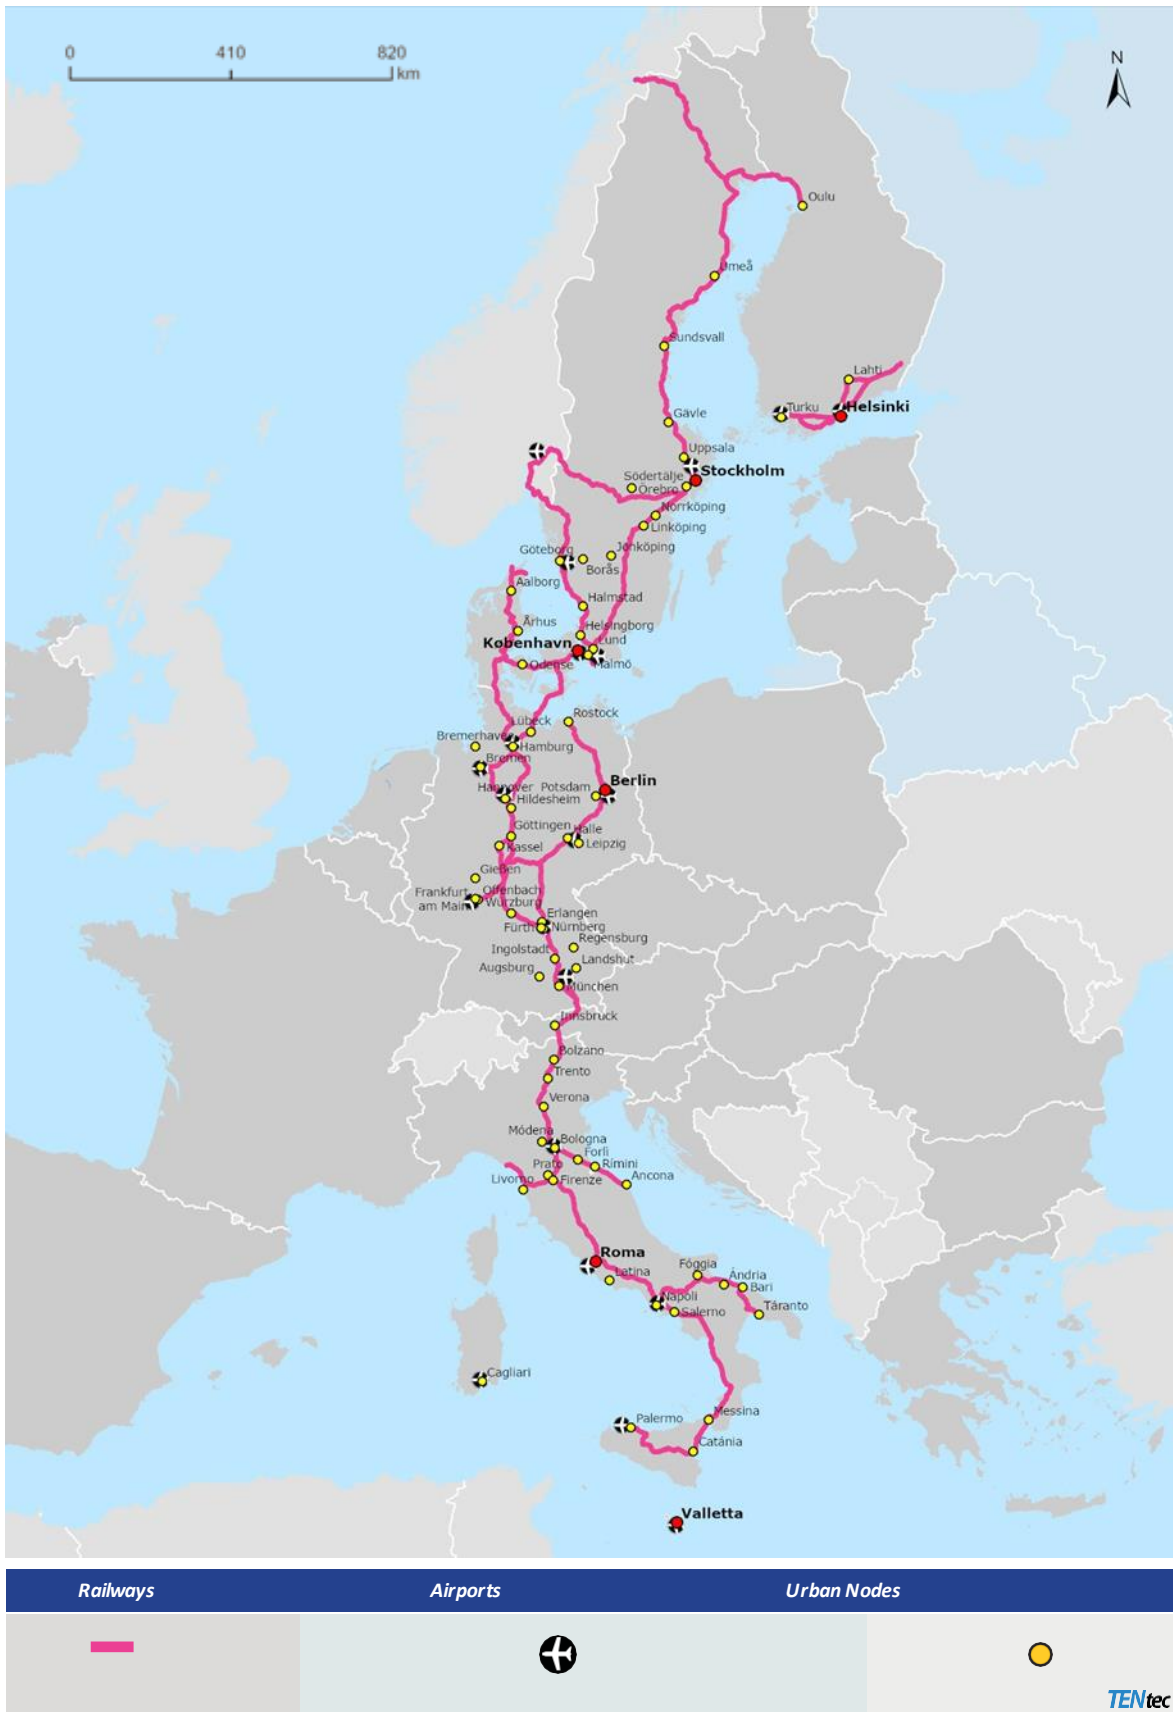 0 410 820
km
N
Oulu
Umeå
Sundsvall
Lahti
Turku
Helsinki
Gävle
Uppsala
Stockholm
Södertälje
Örebro
Norrköping
Linköping
Göteborg
Jönköping
Borås
Aalborg
Halmstad
Århus
Helsingborg
København
Lund
Odense
Malmö
Rostock
Lübeck
Bremerhaven
Hamburg
Bremen
Berlin
Hannover
Potsdam
Hildesheim
Göttingen
Halle
Kassel
Leipzig
Gießen
Frankfurt
am Main
Offenbach
Würzburg
Erlangen
Fürth
Nürnberg
Regensburg
Ingolstadt
Landshut
Augsburg
München
Innsbruck
Bolzano
Trento
Verona
Módena
Bologna
Forlì
Prato
Rímini
Livorno
Firenze
Ancona
Roma
Latina
Fóggia
Ándria
Bari
Napoli
Salerno
Táranto
Cagliari
Palermo
Messina
Catánia
Valletta
Railways
Airports
Urban Nodes
TENtec